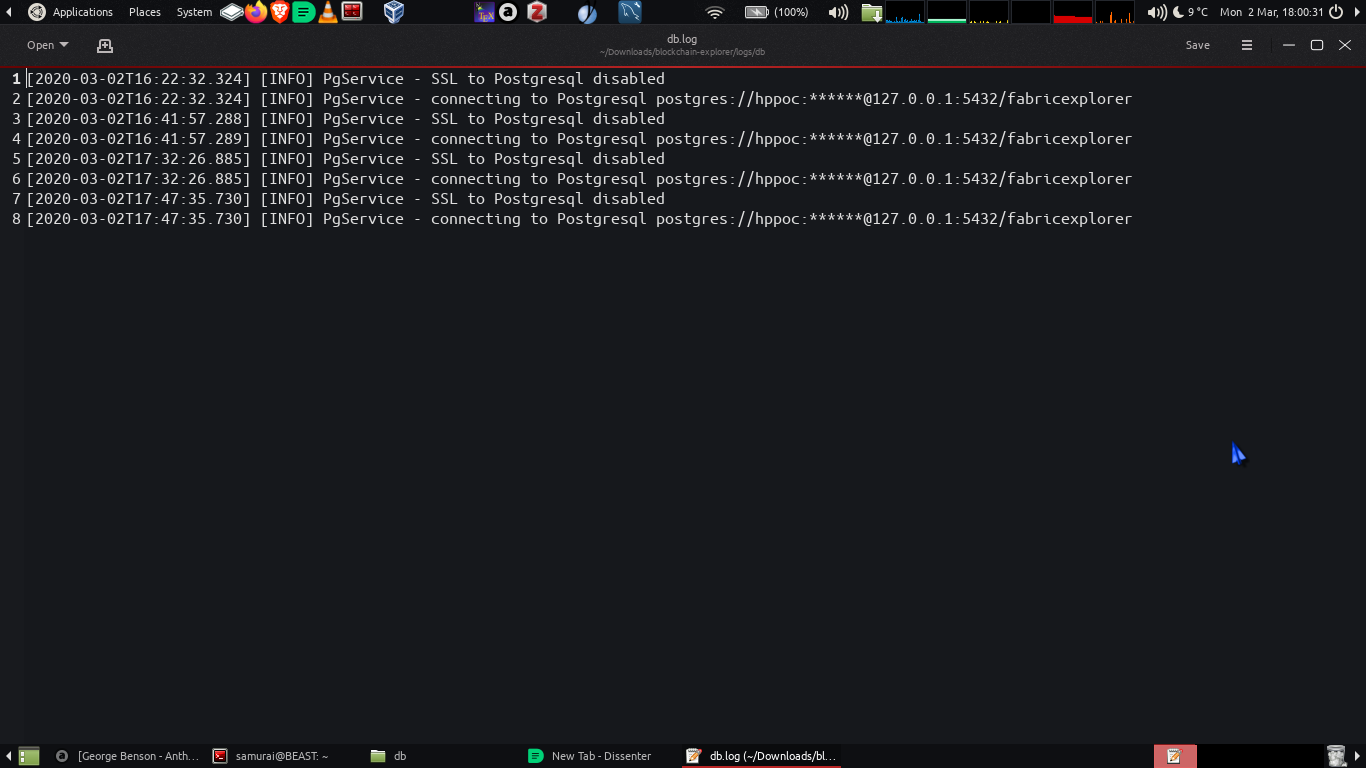 Applications Places System (100%) 9 °C Mon 2 Mar, 18:00:31
Open db.log Save
~/Downloads/blockchain-explorer/logs/db
1 [2020-03-02T16:22:32.324] [INFO] PgService - SSL to Postgresql disabled
2 [2020-03-02T16:22:32.324] [INFO] PgService - connecting to Postgresql postgres://hppoc:******@127.0.0.1:5432/fabricexplorer
3 [2020-03-02T16:41:57.288] [INFO] PgService - SSL to Postgresql disabled
4 [2020-03-02T16:41:57.289] [INFO] PgService - connecting to Postgresql postgres://hppoc:******@127.0.0.1:5432/fabricexplorer
5 [2020-03-02T17:32:26.885] [INFO] PgService - SSL to Postgresql disabled
6 [2020-03-02T17:32:26.885] [INFO] PgService - connecting to Postgresql postgres://hppoc:******@127.0.0.1:5432/fabricexplorer
7 [2020-03-02T17:47:35.730] [INFO] PgService - SSL to Postgresql disabled
8 [2020-03-02T17:47:35.730] [INFO] PgService - connecting to Postgresql postgres://hppoc:******@127.0.0.1:5432/fabricexplorer
[George Benson - Anth... samurai@BEAST: ~ db New Tab - Dissenter db.log (~/Downloads/bl...